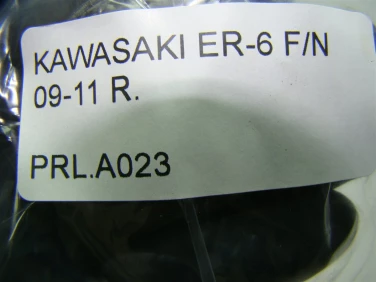 KAWASAKI ER-6 F/N
09-11 R.
PRL.A023